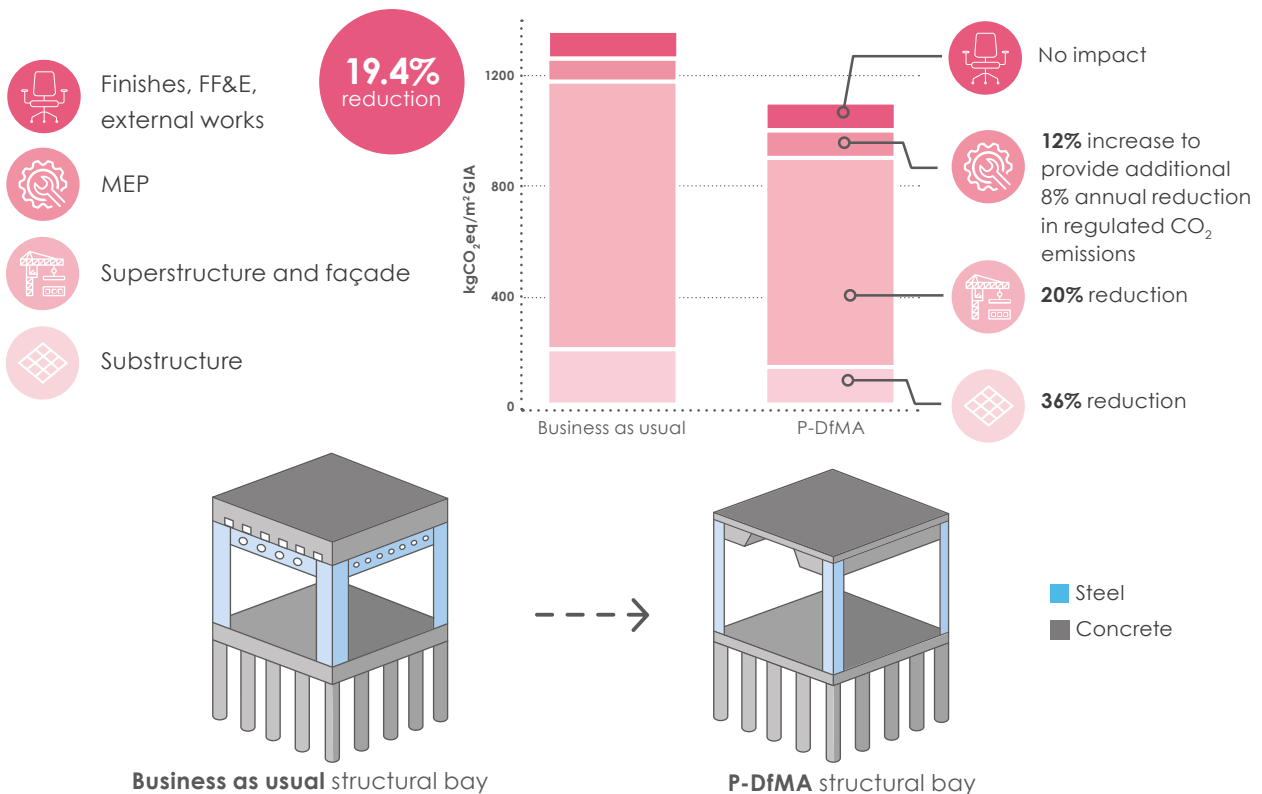 19.4%
reduction
Finishes, FF&E,
external works
MEP
Superstructure and façade
Substructure
kgCO₂eq/m²GIA
1200
800
400
0
Business as usual
P-DfMA
No impact
12% increase to
provide additional
8% annual reduction
in regulated CO₂
emissions
20% reduction
36% reduction
Steel
Concrete
Business as usual structural bay
P-DfMA structural bay